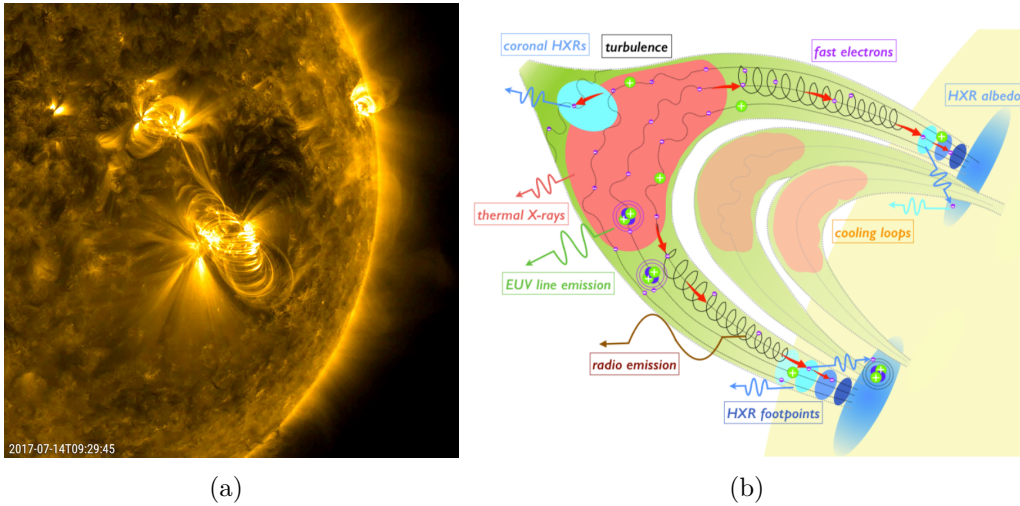 2017-07-14T09:29:45
(a)
coronal HXRs
turbulence
fast electrons
HXR albedo
thermal X-rays
cooling loops
EUV line emission
radio emission
HXR footpoints
(b)